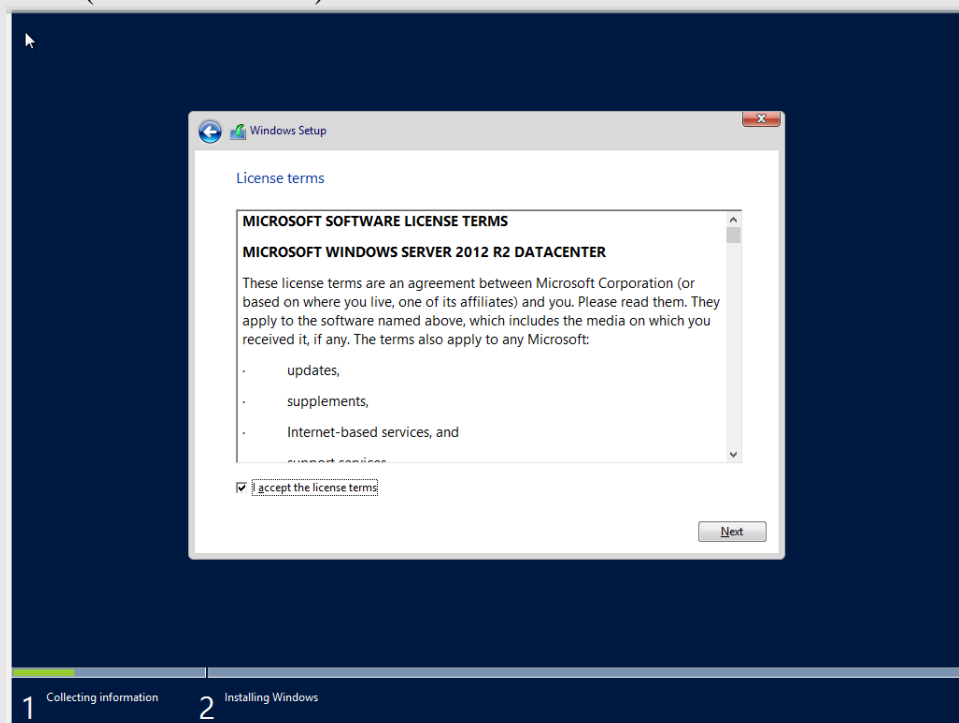 Windows Setup
License terms
MICROSOFT SOFTWARE LICENSE TERMS
MICROSOFT WINDOWS SERVER 2012 R2 DATACENTER
These license terms are an agreement between Microsoft Corporation (or
based on where you live, one of its affiliates) and you. Please read them. They
apply to the software named above, which includes the media on which you
received it, if any. The terms also apply to any Microsoft:
· updates,
· supplements,
· Internet-based services, and
support services
I accept the license terms
Next
1 Collecting information
2 Installing Windows